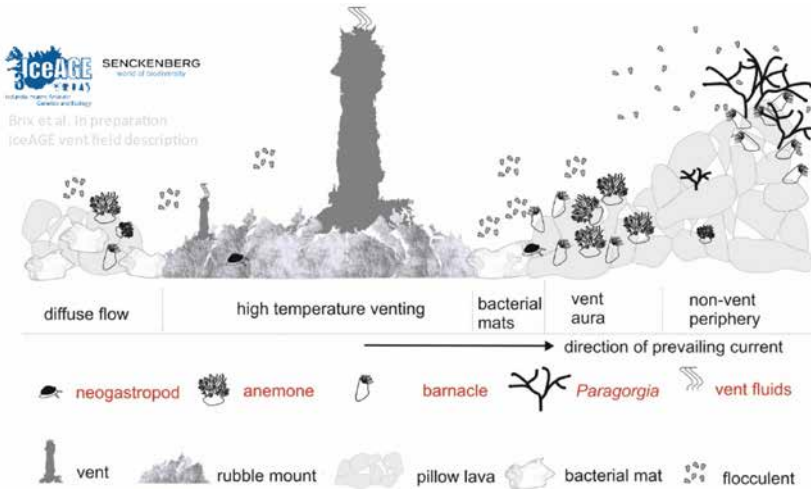 IceAGE
SENCKENBERG
world of biodiversity
Brix et al. In preparation
IceAGE vent field description
diffuse flow
high temperature venting
bacterial
mats
vent
aura
non-vent
periphery
direction of prevailing current
neogastropod
anemone
barnacle
Paragorgia
vent fluids
vent
rubble mount
pillow lava
bacterial mat
flocculent